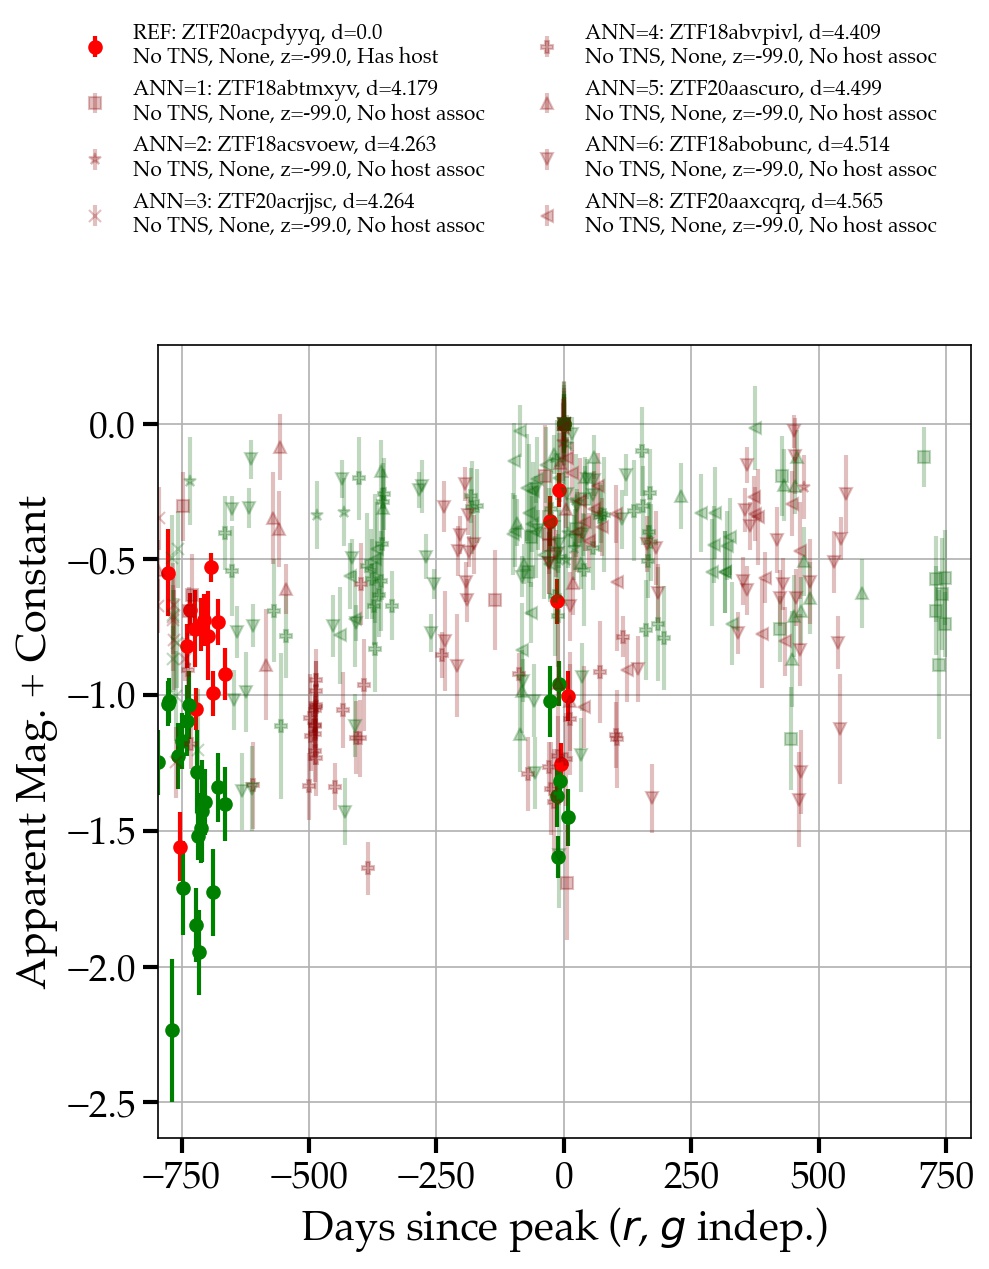 REF: ZTF20acpdyyq, d=0.0
No TNS, None, z=-99.0, Has host
ANN=1: ZTF18abtmxyv, d=4.179
No TNS, None, z=-99.0, No host assoc
ANN=2: ZTF18acsvoew, d=4.263
No TNS, None, z=-99.0, No host assoc
ANN=3: ZTF20acrjjsc, d=4.264
No TNS, None, z=-99.0, No host assoc
ANN=4: ZTF18abvpivl, d=4.409
No TNS, None, z=-99.0, No host assoc
ANN=5: ZTF20aascuro, d=4.499
No TNS, None, z=-99.0, No host assoc
ANN=6: ZTF18abobunc, d=4.514
No TNS, None, z=-99.0, No host assoc
ANN=8: ZTF20aaxcqrq, d=4.565
No TNS, None, z=-99.0, No host assoc
Apparent Mag. + Constant
0.0
−0.5
−1.0
−1.5
−2.0
−2.5
−750 −500 −250 0 250 500 750
Days since peak (r, g indep.)